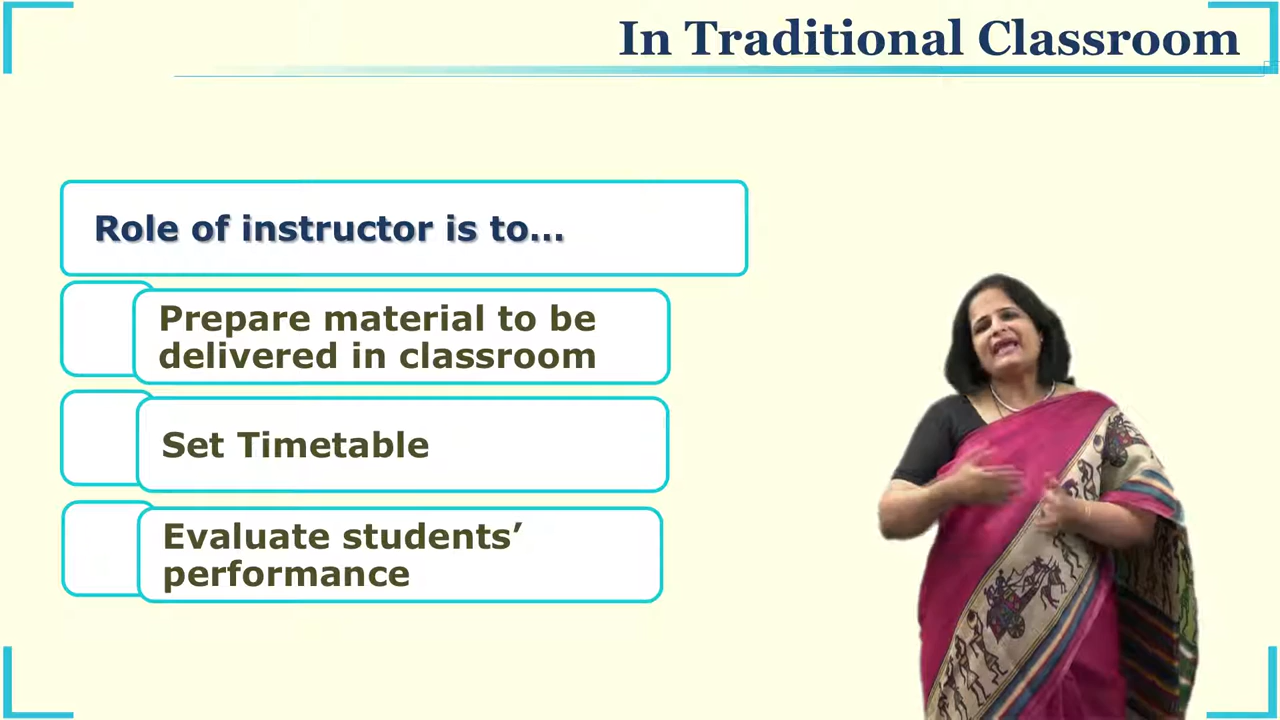 In Traditional Classroom
Role of instructor is to...
Prepare material to be
delivered in classroom
Set Timetable
Evaluate students’
performance